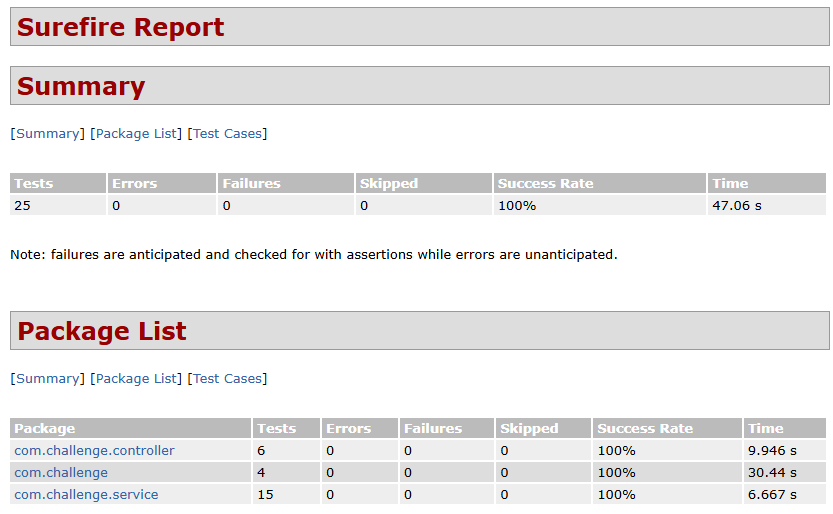 Surefire Report
Summary
[Summary] [Package List] [Test Cases]
Tests Errors Failures Skipped Success Rate Time
25 0 0 0 100% 47.06 s
Note: failures are anticipated and checked for with assertions while errors are unanticipated.
Package List
[Summary] [Package List] [Test Cases]
Package Tests Errors Failures Skipped Success Rate Time
com.challenge.controller 6 0 0 0 100% 9.946 s
com.challenge 4 0 0 0 100% 30.44 s
com.challenge.service 15 0 0 0 100% 6.667 s